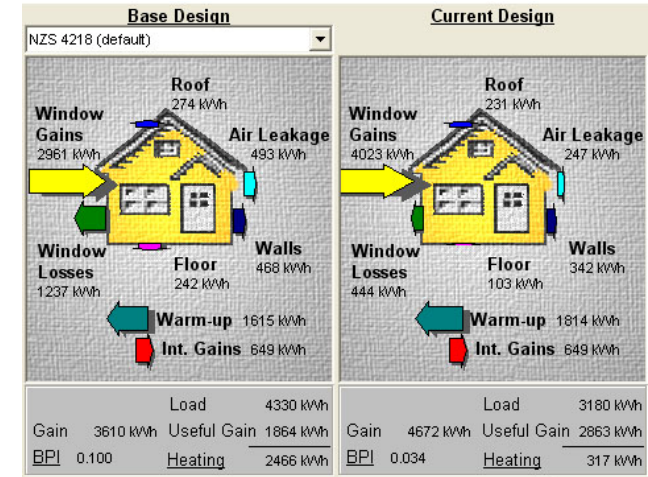 Base Design
Current Design
NZS 4218 (default)
Roof
274 kWh
Window
Gains
2961 kWh
Air Leakage
493 kWh
Window
Losses
1237 kWh
Floor
242 kWh
Walls
468 kWh
Warm-up 1615 kWh
Int. Gains 649 kWh
Load 4330 kWh
Gain 3610 kWh Useful Gain 1864 kWh
BPI 0.100 Heating 2466 kWh
Roof
231 kWh
Window
Gains
4023 kWh
Air Leakage
247 kWh
Window
Losses
444 kWh
Floor
103 kWh
Walls
342 kWh
Warm-up 1814 kWh
Int. Gains 649 kWh
Load 3180 kWh
Gain 4672 kWh Useful Gain 2863 kWh
BPI 0.034 Heating 317 kWh